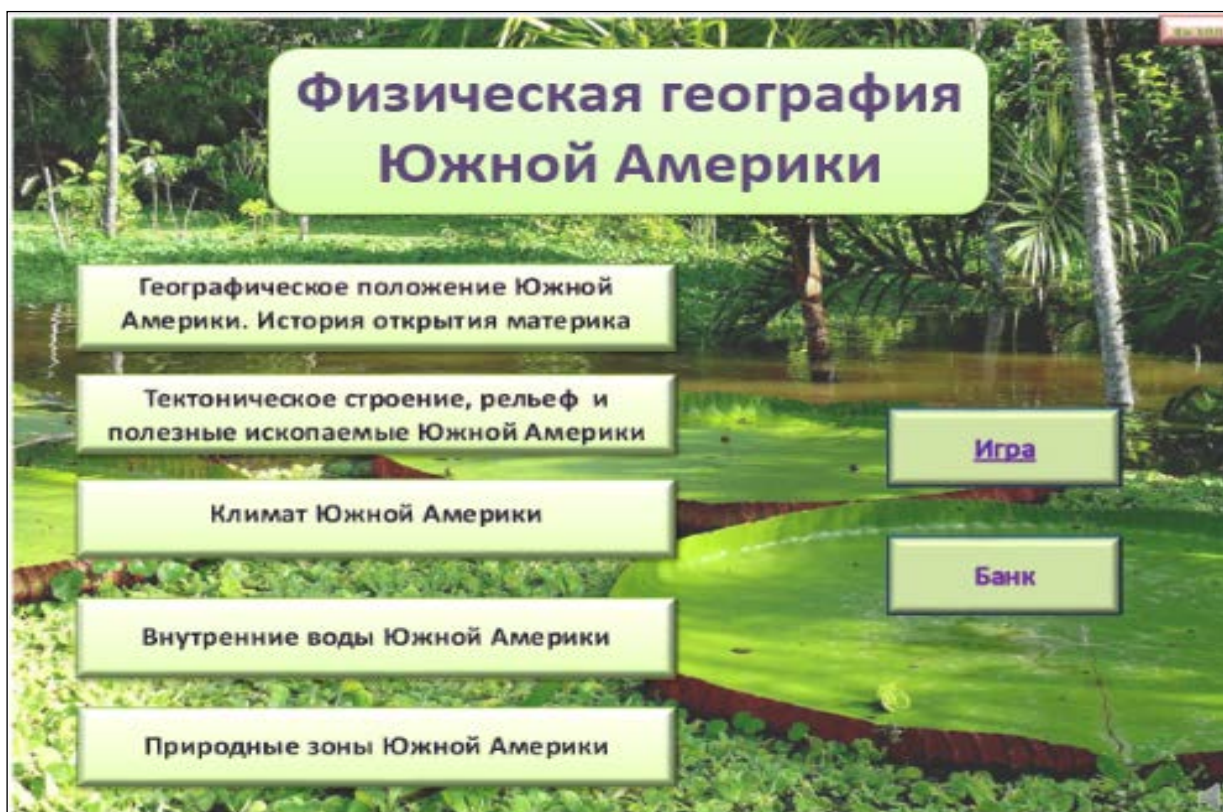 Физическая география
Южной Америки
Географическое положение Южной
Америки. История открытия материка
Тектоническое строение, рельеф и
полезные ископаемые Южной Америки
Климат Южной Америки
Внутренние воды Южной Америки
Природные зоны Южной Америки
Игра
Банк